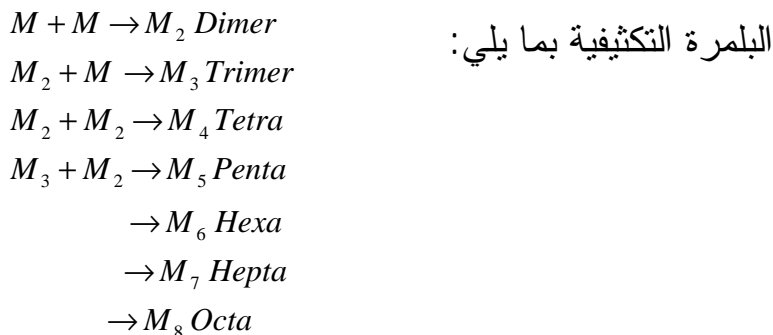 البلمرة التكثيفية بما يلي:
M + M → M₂ Dimer
M₂ + M → M₃ Trimer
M₂ + M₂ → M₄ Tetra
M₃ + M₂ → M₅ Penta
→ M₆ Hexa
→ M₇ Hepta
→ M₈ Octa